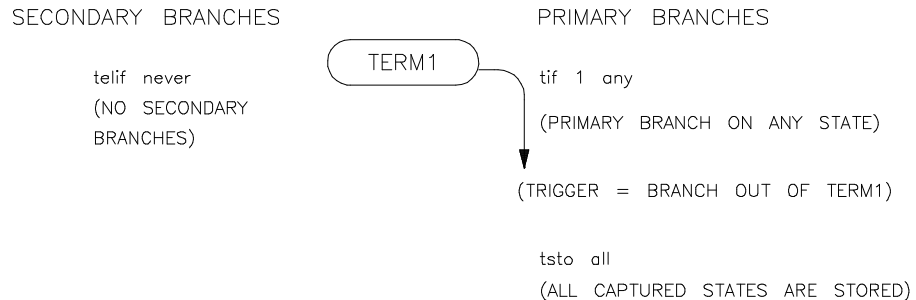 SECONDARY BRANCHES
PRIMARY BRANCHES
TERM1
telif never
(NO SECONDARY
BRANCHES)
tif 1 any
(PRIMARY BRANCH ON ANY STATE)
(TRIGGER = BRANCH OUT OF TERM1)
tsto all
(ALL CAPTURED STATES ARE STORED)